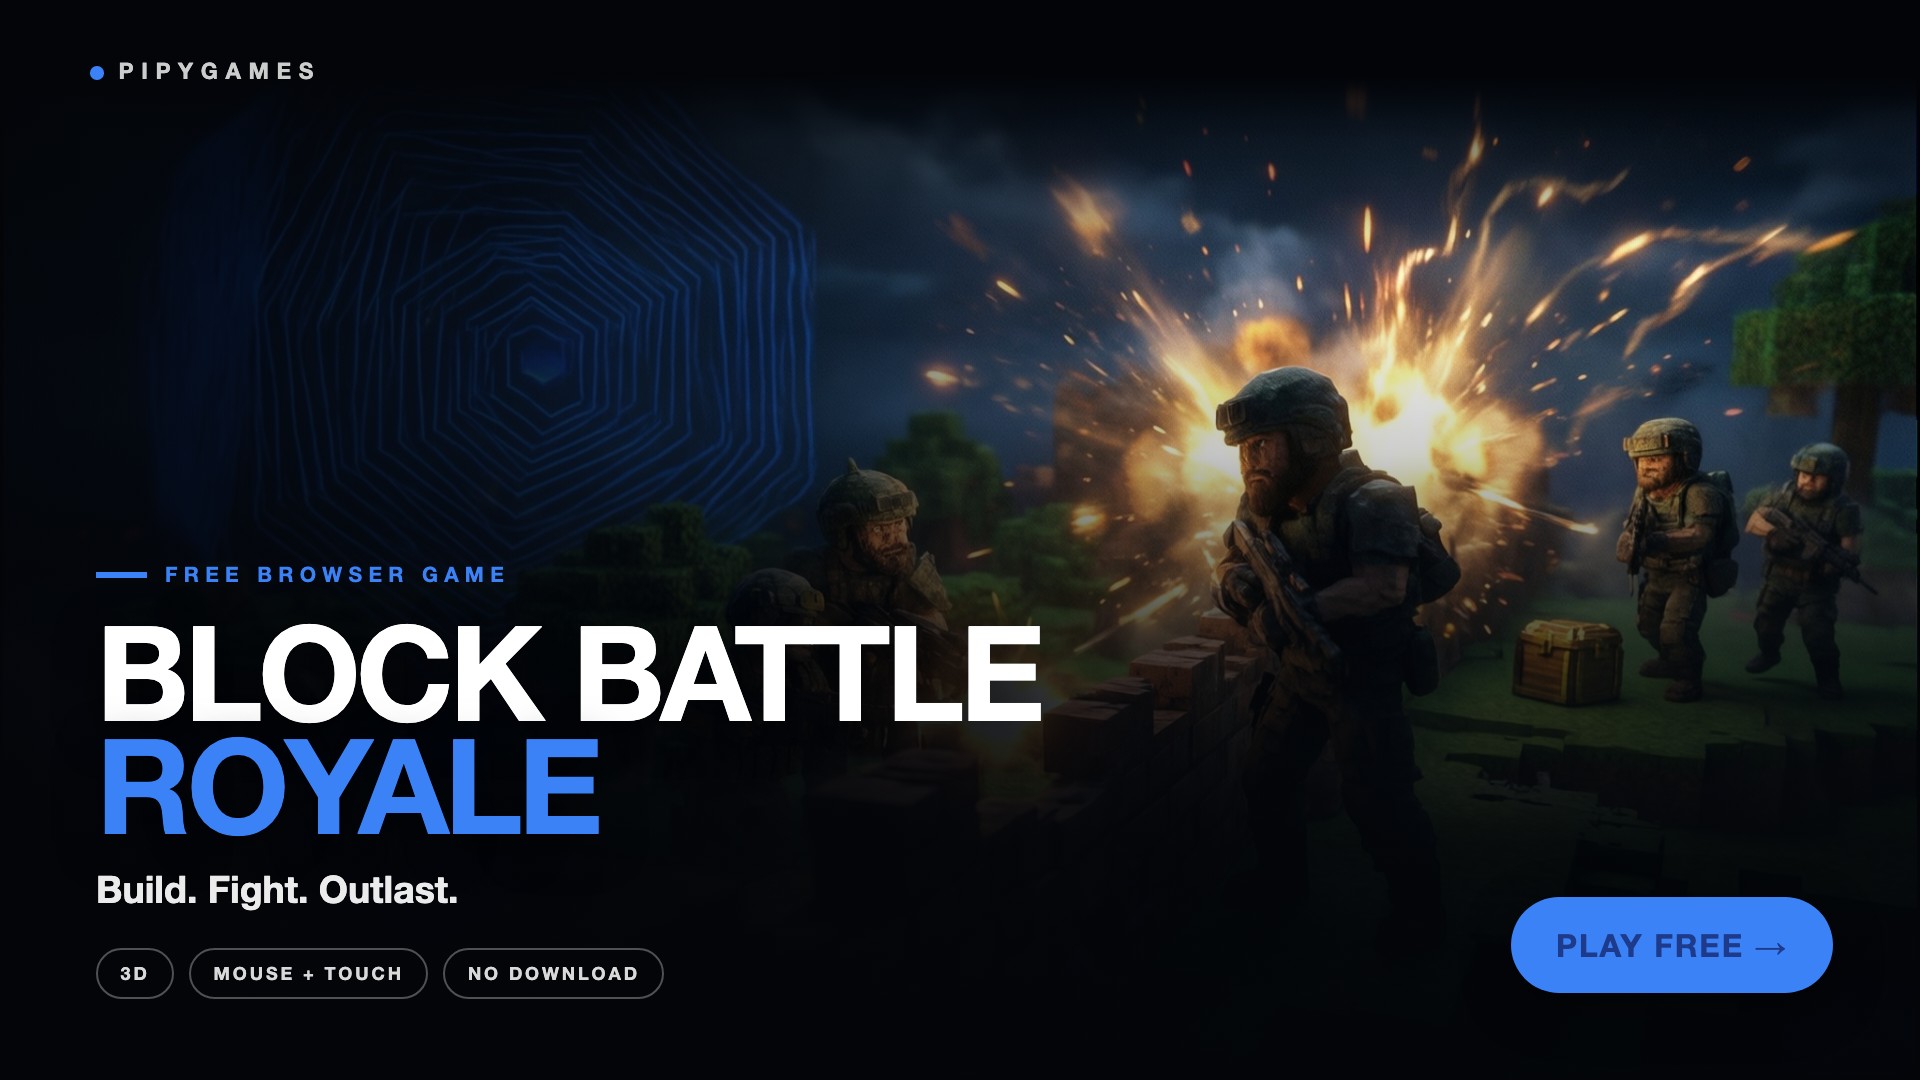 PIPYGAMES
FREE BROWSER GAME
BLOCK BATTLE
ROYALE
Build. Fight. Outlast.
3D
MOUSE + TOUCH
NO DOWNLOAD
PLAY FREE →